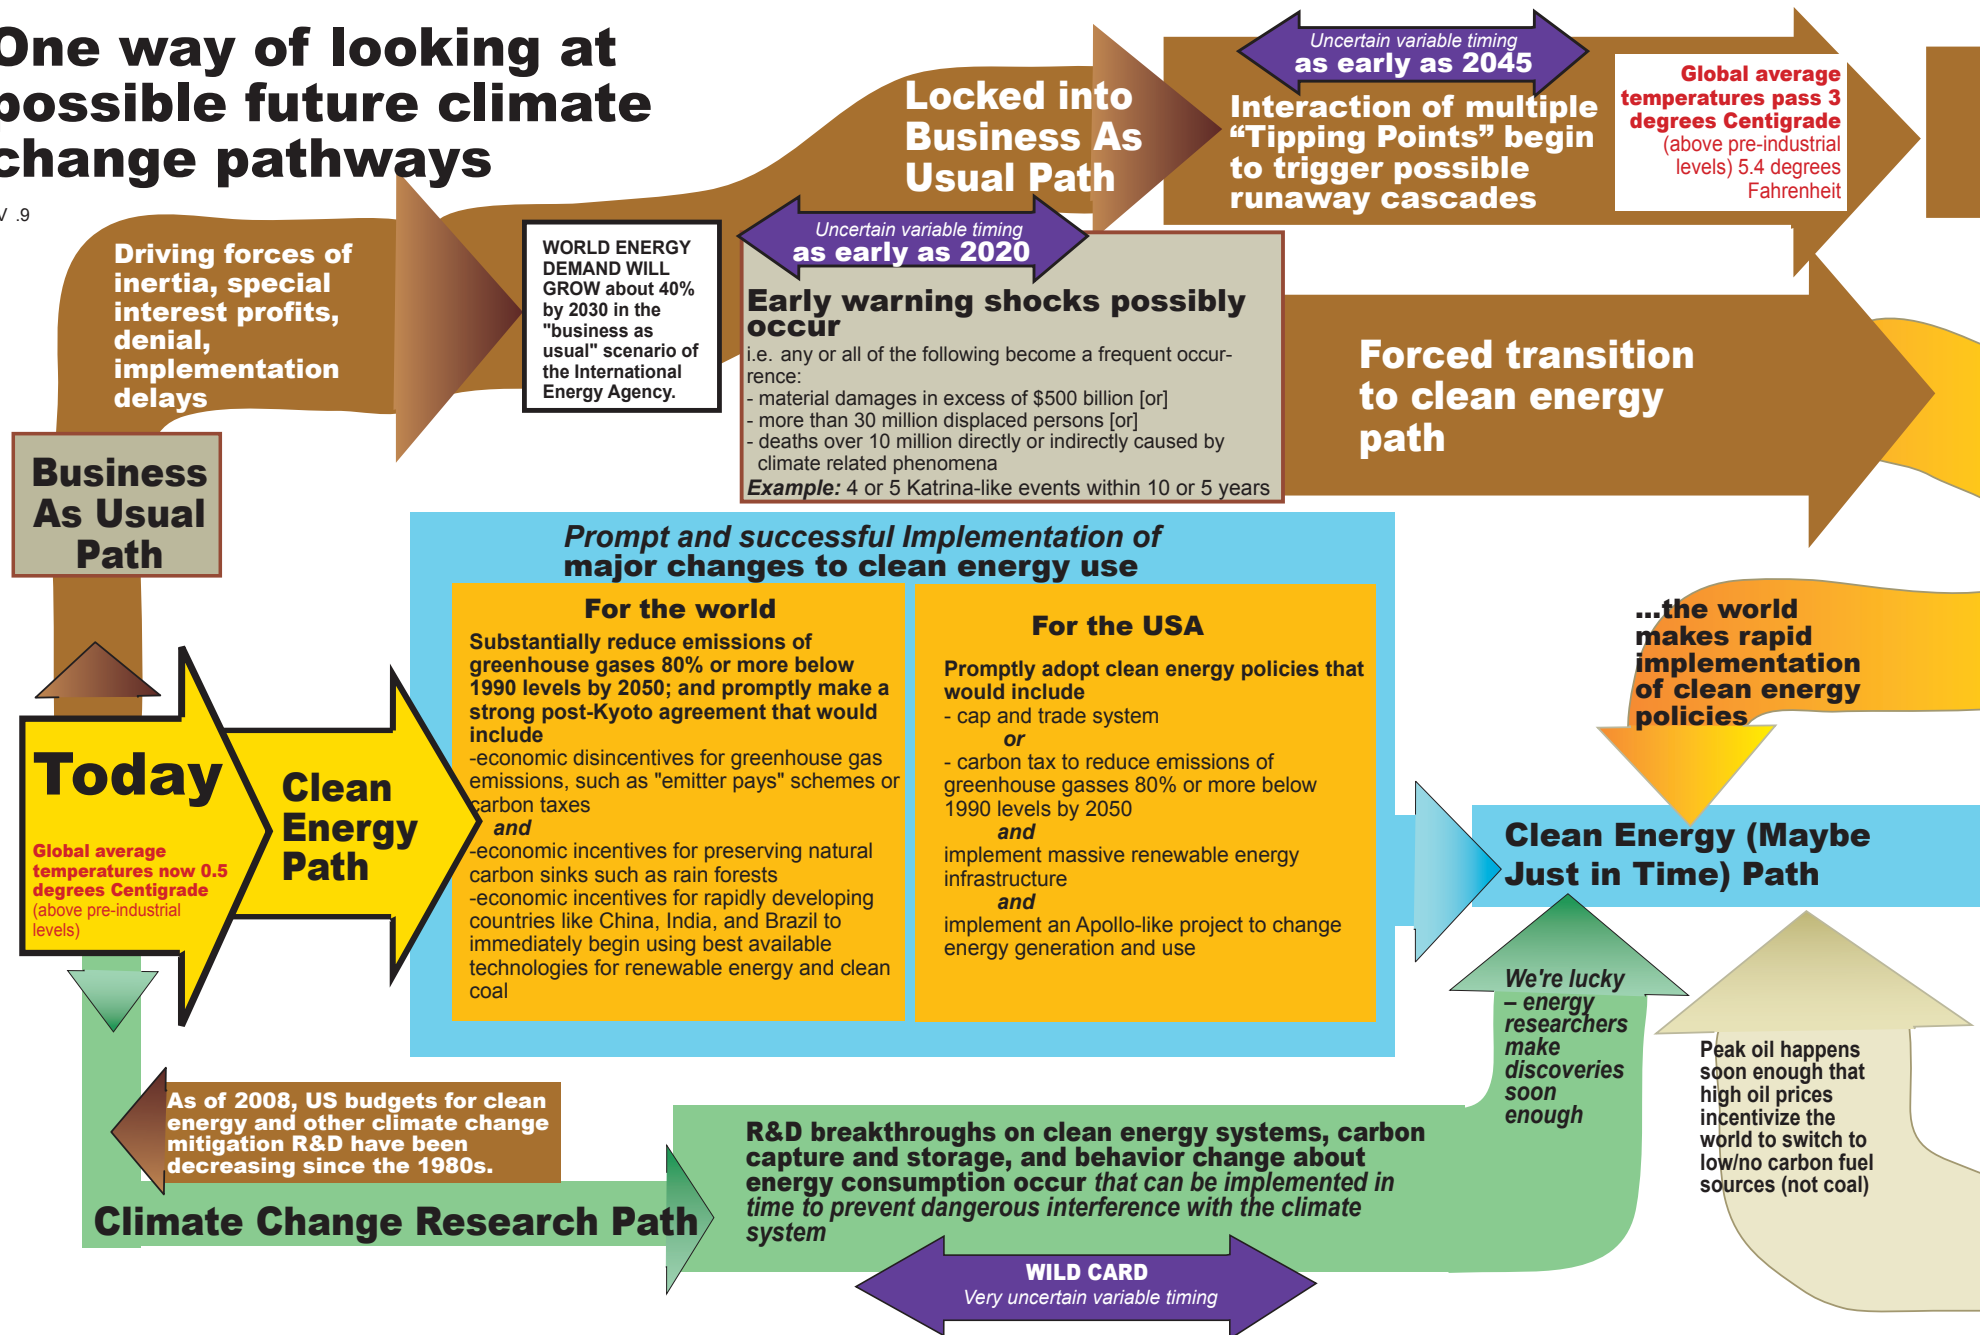 One way of looking at
possible future climate
change pathways
V .9
Uncertain variable timing
as early as 2045
Locked into
Business As
Usual Path
Interaction of multiple
“Tipping Points” begin
to trigger possible
runaway cascades
Global average
temperatures pass 3
degrees Centigrade
(above pre-industrial
levels) 5.4 degrees
Fahrenheit
Driving forces of
inertia, special
interest profits,
denial,
implementation
delays
WORLD ENERGY
DEMAND WILL
GROW about 40%
by 2030 in the
"business as
usual" scenario of
the International
Energy Agency.
Uncertain variable timing
as early as 2020
Early warning shocks possibly
occur
i.e. any or all of the following become a frequent occur-
rence:
- material damages in excess of $500 billion [or]
- more than 30 million displaced persons [or]
- deaths over 10 million directly or indirectly caused by
climate related phenomena
Example: 4 or 5 Katrina-like events within 10 or 5 years
Forced transition
to clean energy
path
Business
As Usual
Path
Prompt and successful Implementation of
major changes to clean energy use
For the world
Substantially reduce emissions of
greenhouse gases 80% or more below
1990 levels by 2050; and promptly make a
strong post-Kyoto agreement that would
include
-economic disincentives for greenhouse gas
emissions, such as "emitter pays" schemes or
carbon taxes
and
-economic incentives for preserving natural
carbon sinks such as rain forests
-economic incentives for rapidly developing
countries like China, India, and Brazil to
immediately begin using best available
technologies for renewable energy and clean
coal
For the USA
Promptly adopt clean energy policies that
would include
- cap and trade system
or
- carbon tax to reduce emissions of
greenhouse gasses 80% or more below
1990 levels by 2050
and
implement massive renewable energy
infrastructure
and
implement an Apollo-like project to change
energy generation and use
...the world
makes rapid
implementation
of clean energy
policies
Today
Global average
temperatures now 0.5
degrees Centigrade
(above pre-industrial
levels)
Clean
Energy
Path
Clean Energy (Maybe
Just in Time) Path
We're lucky
– energy
researchers
make
discoveries
soon
enough
Peak oil happens
soon enough that
high oil prices
incentivize the
world to switch to
low/no carbon fuel
sources (not coal)
As of 2008, US budgets for clean
energy and other climate change
mitigation R&D have been
decreasing since the 1980s.
Climate Change Research Path
R&D breakthroughs on clean energy systems, carbon
capture and storage, and behavior change about
energy consumption occur that can be implemented in
time to prevent dangerous interference with the climate
system
WILD CARD
Very uncertain variable timing